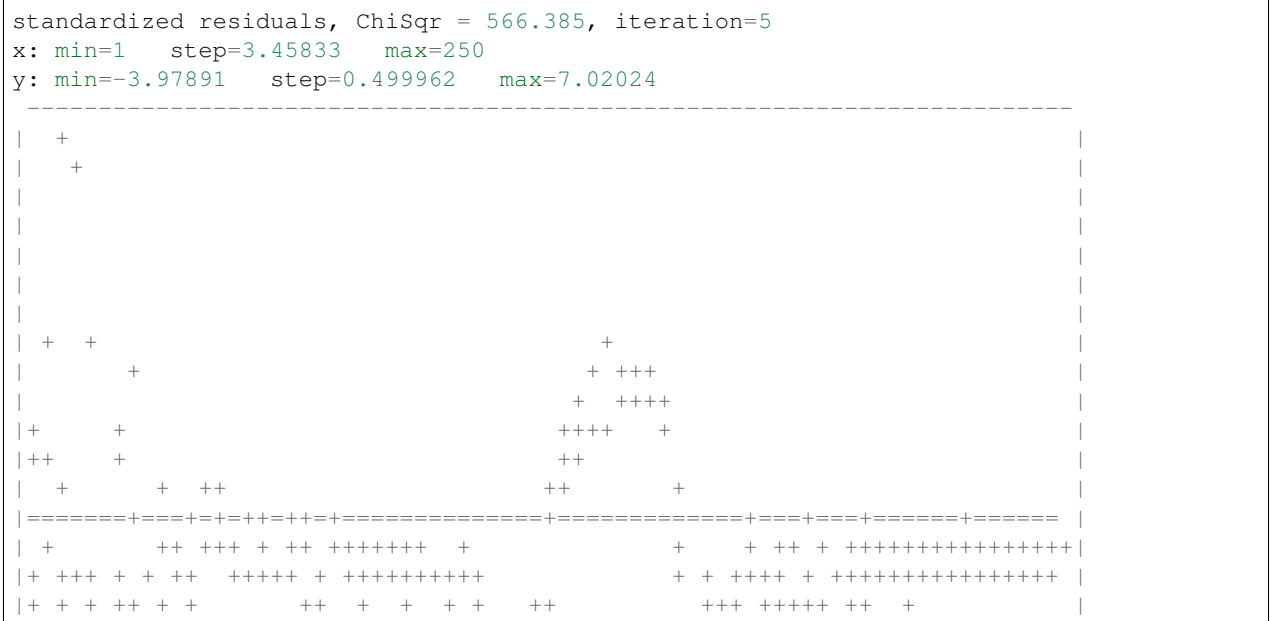 standardized residuals, ChiSqr = 566.385, iteration=5
x: min=1   step=3.45833   max=250
y: min=-3.97891   step=0.499962   max=7.02024
 -------------------------------------------------------------------------
|  +                                                                       |
|   +                                                                      |
|                                                                          |
|                                                                          |
|                                                                          |
|                                                                          |
|                                                                          |
| +  +                                    +                                |
|       +                                + +++                             |
|                                       +  ++++                            |
|+     +                              ++++   +                             |
|++    +                              ++                                   |
|  +      +  ++                      ++       +                            |
|=======+===+=+=++=++=+==============+=============+===+===+======+====== |
| +       ++ +++ + ++ +++++++  +              +    + ++ + ++++++++++++++++|
|+ +++ + + ++  +++++ + ++++++++++             + + ++++ + ++++++++++++++++ |
|+ + + ++ + +       ++  +  +  + +   ++          +++ +++++ ++  +           |